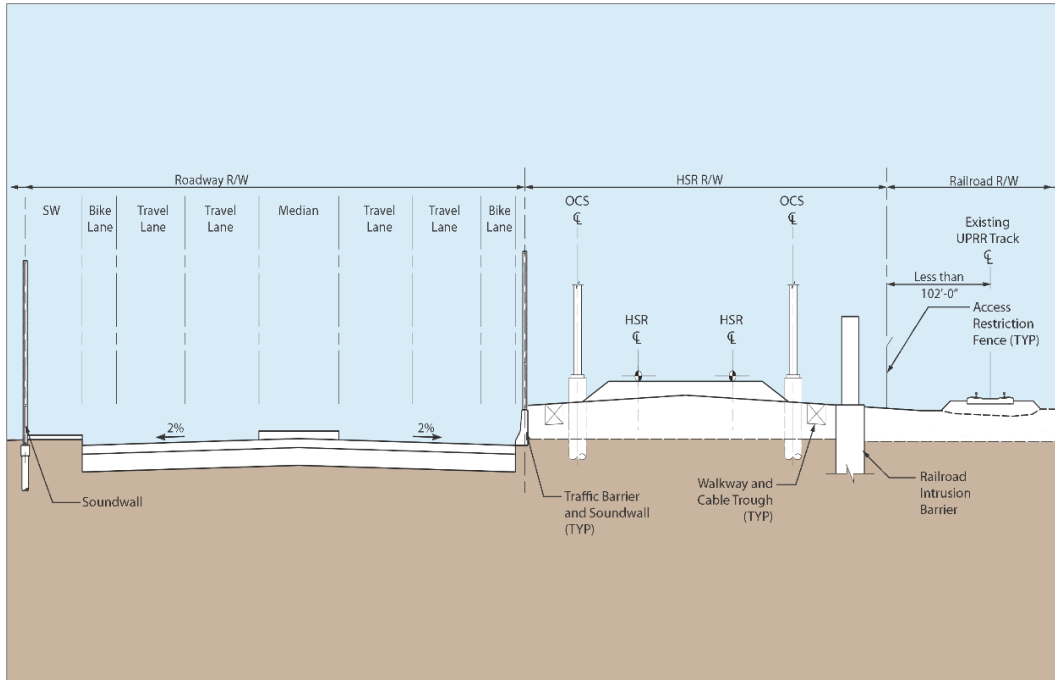 Roadway R/W
HSR R/W
Railroad R/W
SW
Bike
Lane
Travel
Lane
Travel
Lane
Median
Travel
Lane
Travel
Lane
Bike
Lane
OCS
℄
OCS
℄
Existing
UPRR Track
℄
Less than
102'-0"
Access
Restriction
Fence (TYP)
HSR
℄
HSR
℄
2%
2%
Soundwall
Traffic Barrier
and Soundwall
(TYP)
Walkway and
Cable Trough
(TYP)
Railroad
Intrusion
Barrier